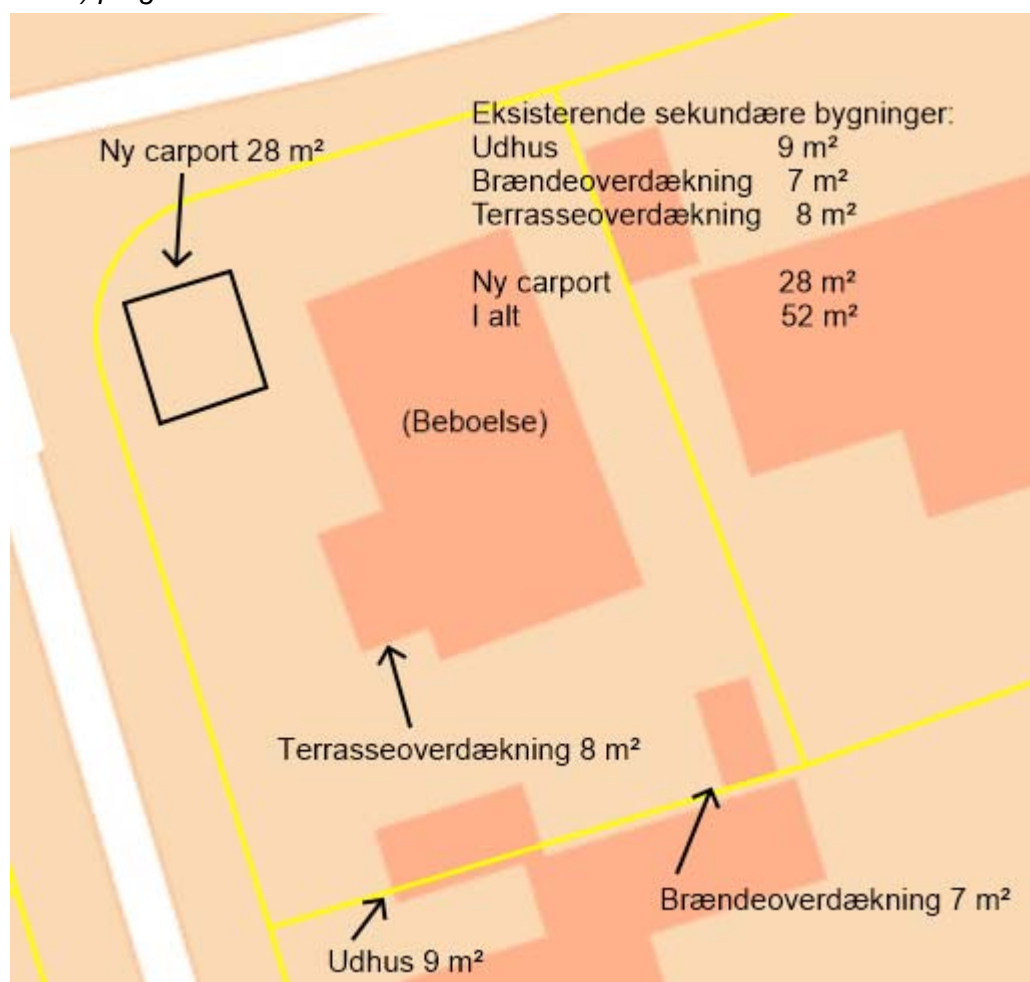 Eksisterende sekundære bygninger:
Udhus 9 m²
Brændeoverdækning 7 m²
Terrasseoverdækning 8 m²
Ny carport 28 m²
I alt 52 m²
Ny carport 28 m²
(Beboelse)
Terrasseoverdækning 8 m²
Brændeoverdækning 7 m²
Udhus 9 m²